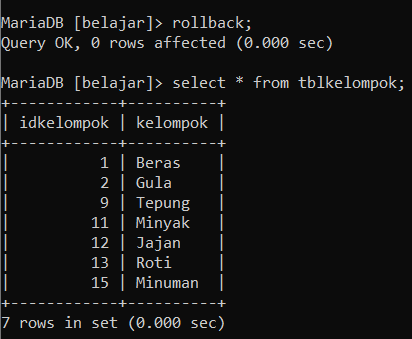 MariaDB [belajar]> rollback;
Query OK, 0 rows affected (0.000 sec)
MariaDB [belajar]> select * from tblkelompok;
+------------+----------+
| idkelompok | kelompok |
+------------+----------+
|          1 | Beras    |
|          2 | Gula     |
|          9 | Tepung   |
|         11 | Minyak   |
|         12 | Jajan    |
|         13 | Roti     |
|         15 | Minuman  |
+------------+----------+
7 rows in set (0.000 sec)